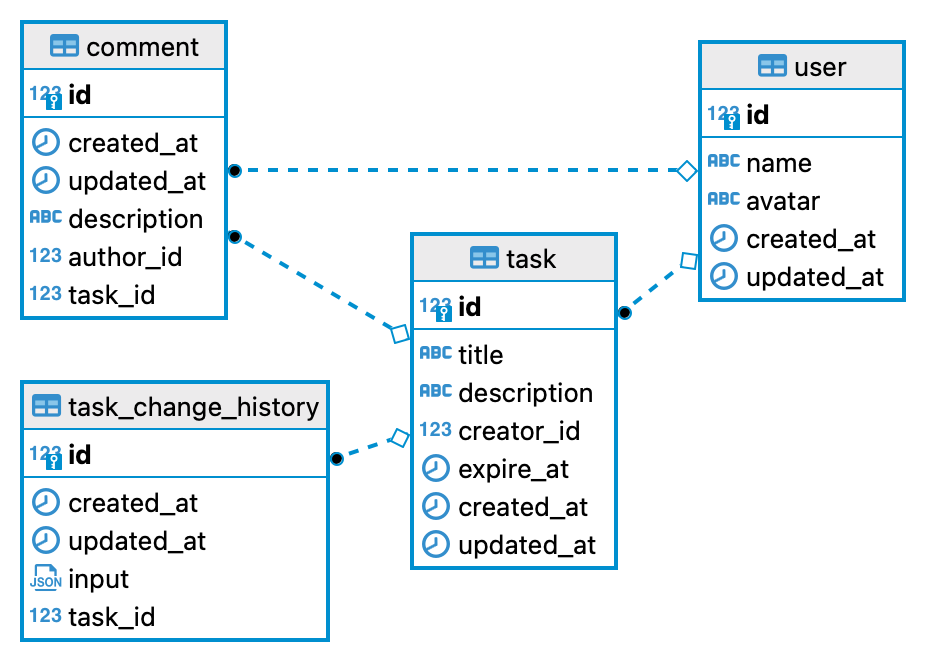 comment
123 id
created_at
updated_at
ABC description
123 author_id
123 task_id
user
123 id
ABC name
ABC avatar
created_at
updated_at
task
123 id
ABC title
ABC description
123 creator_id
expire_at
created_at
updated_at
task_change_history
123 id
created_at
updated_at
JSON input
123 task_id